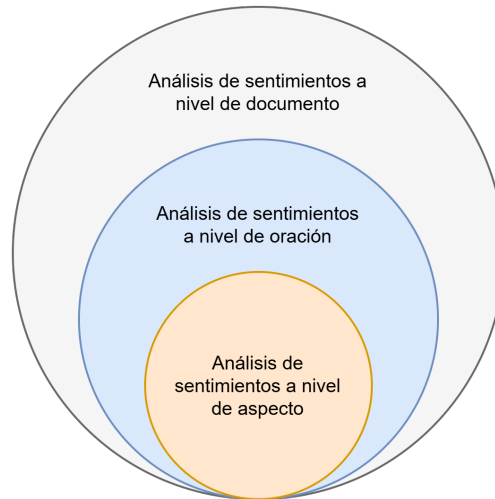 Análisis de sentimientos a
nivel de documento
Análisis de sentimientos
a nivel de oración
Análisis de
sentimientos a nivel
de aspecto